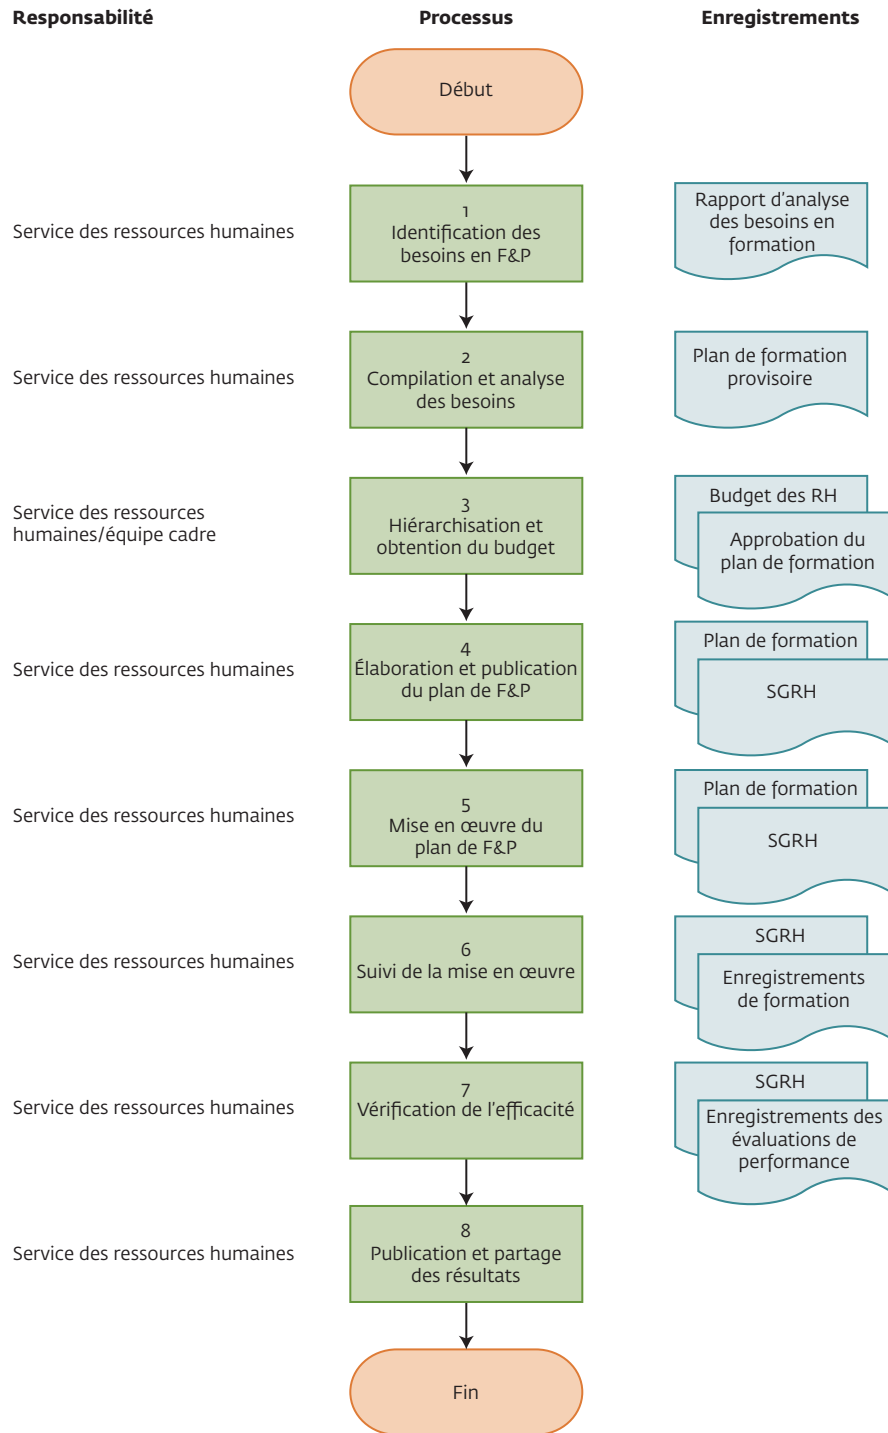 Responsabilité
Processus
Enregistrements
Début
Service des ressources humaines
1
Identification des
besoins en F&P
Rapport d'analyse
des besoins en
formation
Service des ressources humaines
2
Compilation et analyse
des besoins
Plan de formation
provisoire
Service des ressources
humaines/équipe cadre
3
Hiérarchisation et
obtention du budget
Budget des RH
Approbation du
plan de formation
Service des ressources humaines
4
Élaboration et publication
du plan de F&P
Plan de formation
SGRH
Service des ressources humaines
5
Mise en œuvre du
plan de F&P
Plan de formation
SGRH
Service des ressources humaines
6
Suivi de la mise en œuvre
SGRH
Enregistrements
de formation
Service des ressources humaines
7
Vérification de l'efficacité
SGRH
Enregistrements des
évaluations de
performance
Service des ressources humaines
8
Publication et partage
des résultats
Fin